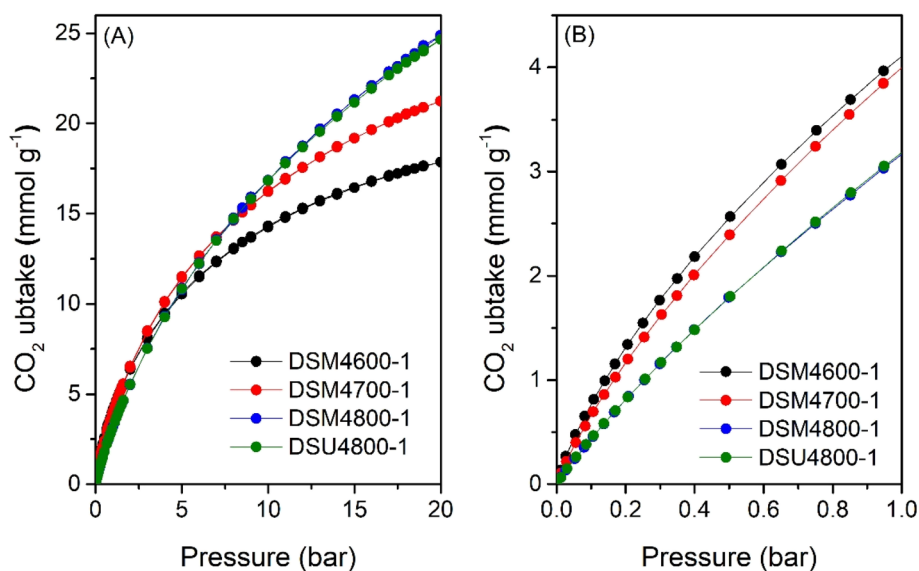 (A)
CO₂ ubtake (mmol g⁻¹)
25
20
15
10
5
0
0
5
10
15
20
Pressure (bar)
DSM4600-1
DSM4700-1
DSM4800-1
DSU4800-1
(B)
CO₂ ubtake (mmol g⁻¹)
4
3
2
1
0
0.0
0.2
0.4
0.6
0.8
1.0
Pressure (bar)
DSM4600-1
DSM4700-1
DSM4800-1
DSU4800-1